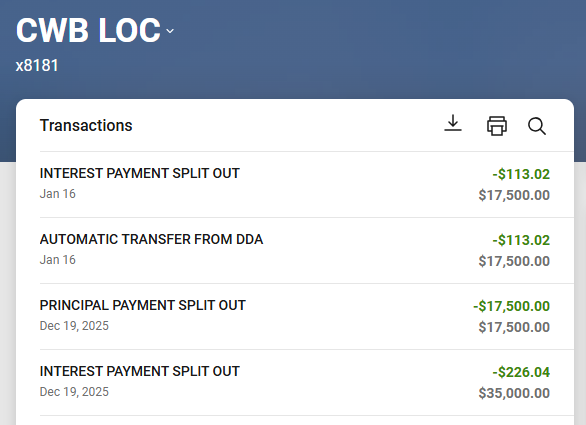 CWB LOC
x8181
Transactions
INTEREST PAYMENT SPLIT OUT
-$113.02
Jan 16
$17,500.00
AUTOMATIC TRANSFER FROM DDA
-$113.02
Jan 16
$17,500.00
PRINCIPAL PAYMENT SPLIT OUT
-$17,500.00
Dec 19, 2025
$17,500.00
INTEREST PAYMENT SPLIT OUT
-$226.04
Dec 19, 2025
$35,000.00